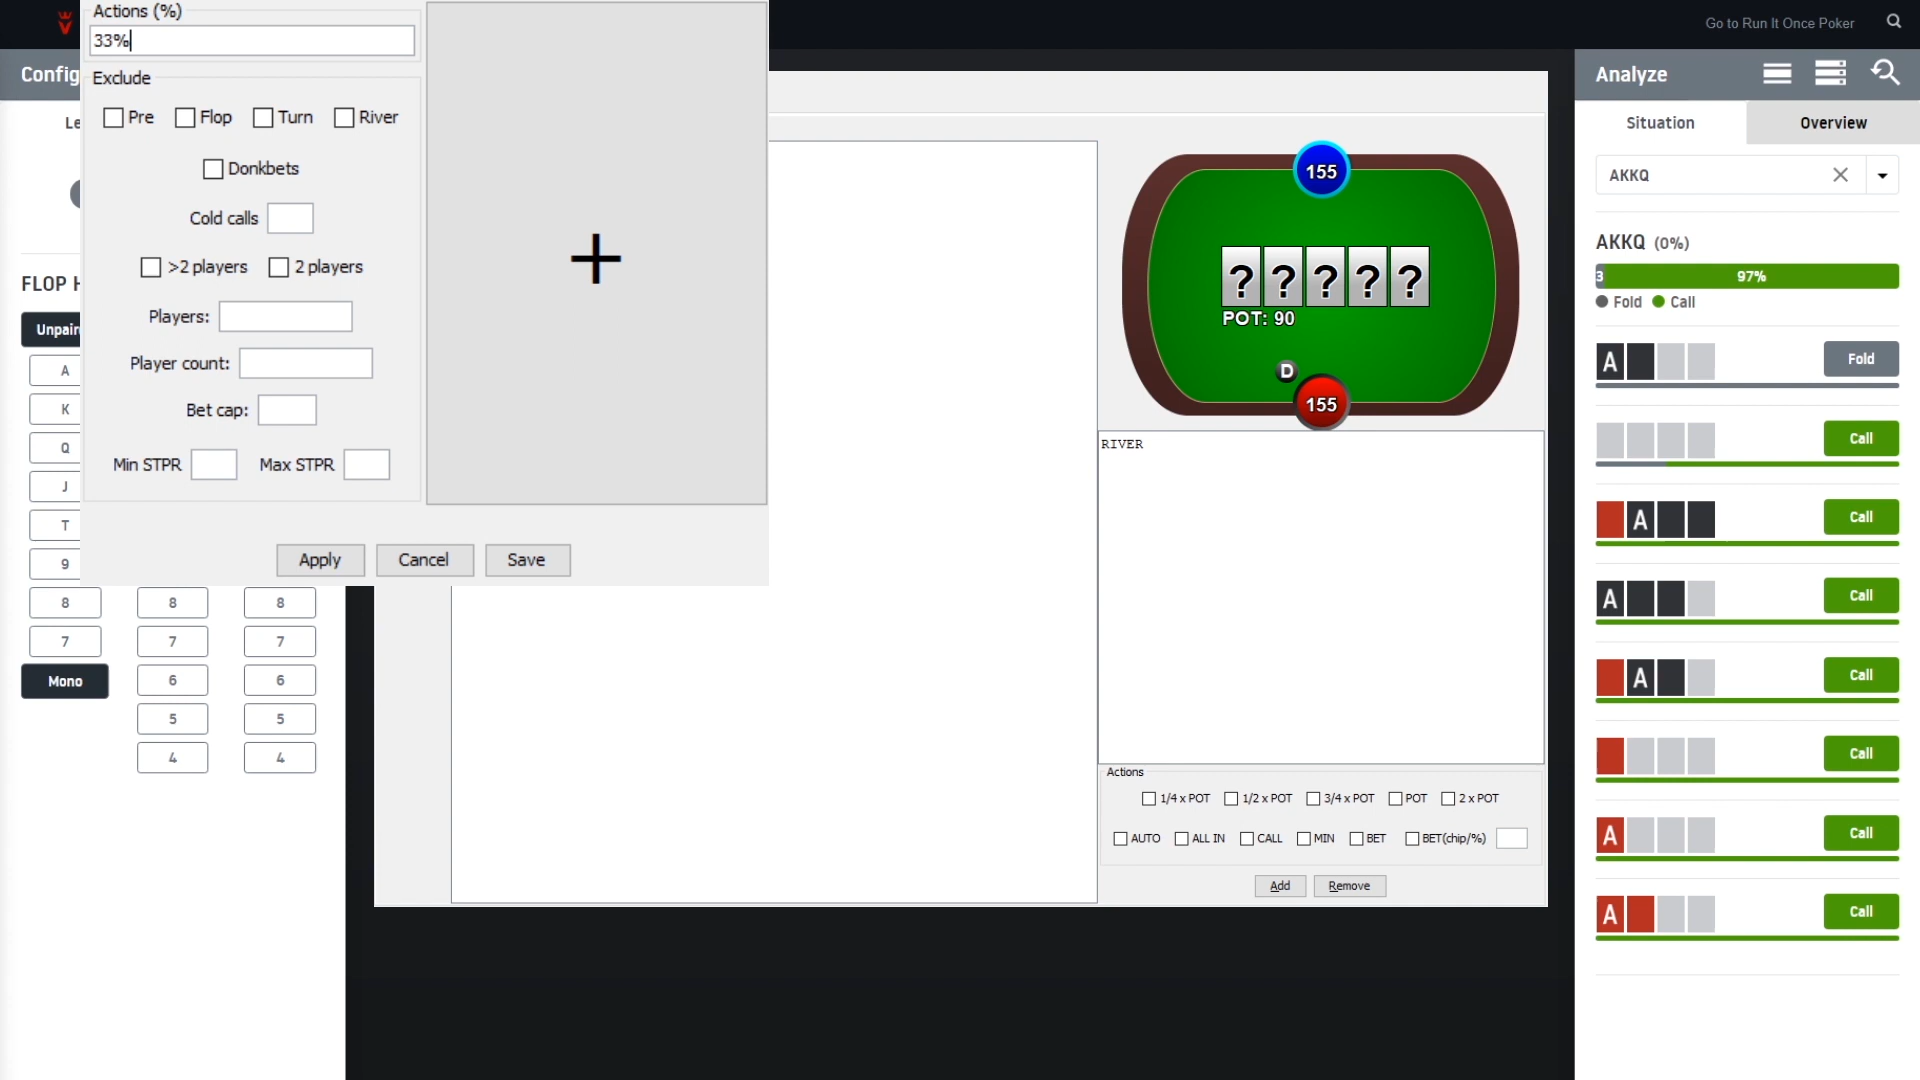 Go to Run It Once Poker
Actions (%)
33%
Exclude
Pre Flop Turn River
Donkbets
Cold calls
>2 players 2 players
Players:
Player count:
Bet cap:
Min STPR Max STPR
Apply Cancel Save
Config
Le
FLOP H
Unpair
A
K
Q
J
T
9
8 8 8
7 7 7
Mono 6 6
5 5
4 4
155
? ? ? ? ?
POT: 90
D
155
RIVER
Actions
1/4 x POT 1/2 x POT 3/4 x POT POT 2 x POT
AUTO ALL IN CALL MIN BET BET(chip/%)
Add Remove
Analyze
Situation Overview
AKKQ
AKKQ (0%)
3 97%
Fold Call
A Fold
Call
A Call
A Call
A Call
Call
A Call
A Call